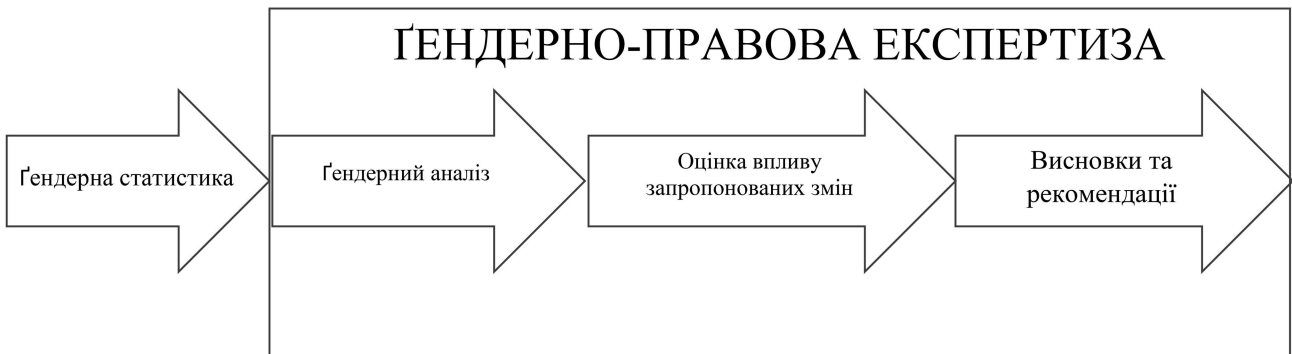 ҐЕНДЕРНО-ПРАВОВА ЕКСПЕРТИЗА
Ґендерна статистика
Ґендерний аналіз
Оцінка впливу
запропонованих змін
Висновки та
рекомендації